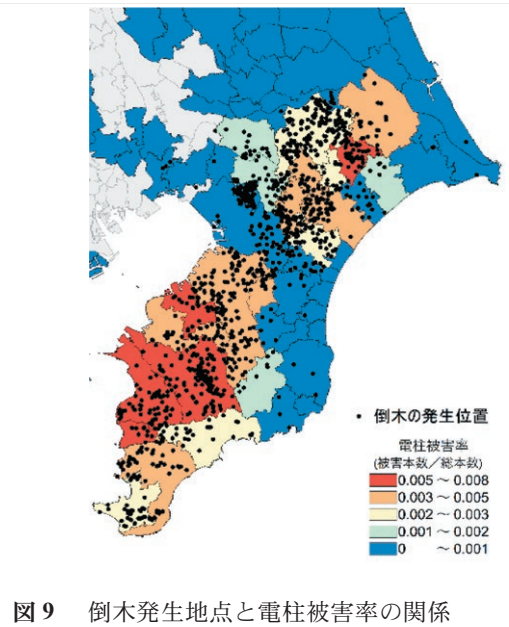 ・ 倒木の発生位置
電柱被害率
(被害本数／総本数)
0.005 ～ 0.008
0.003 ～ 0.005
0.002 ～ 0.003
0.001 ～ 0.002
0 ～ 0.001
図 9 倒木発生地点と電柱被害率の関係